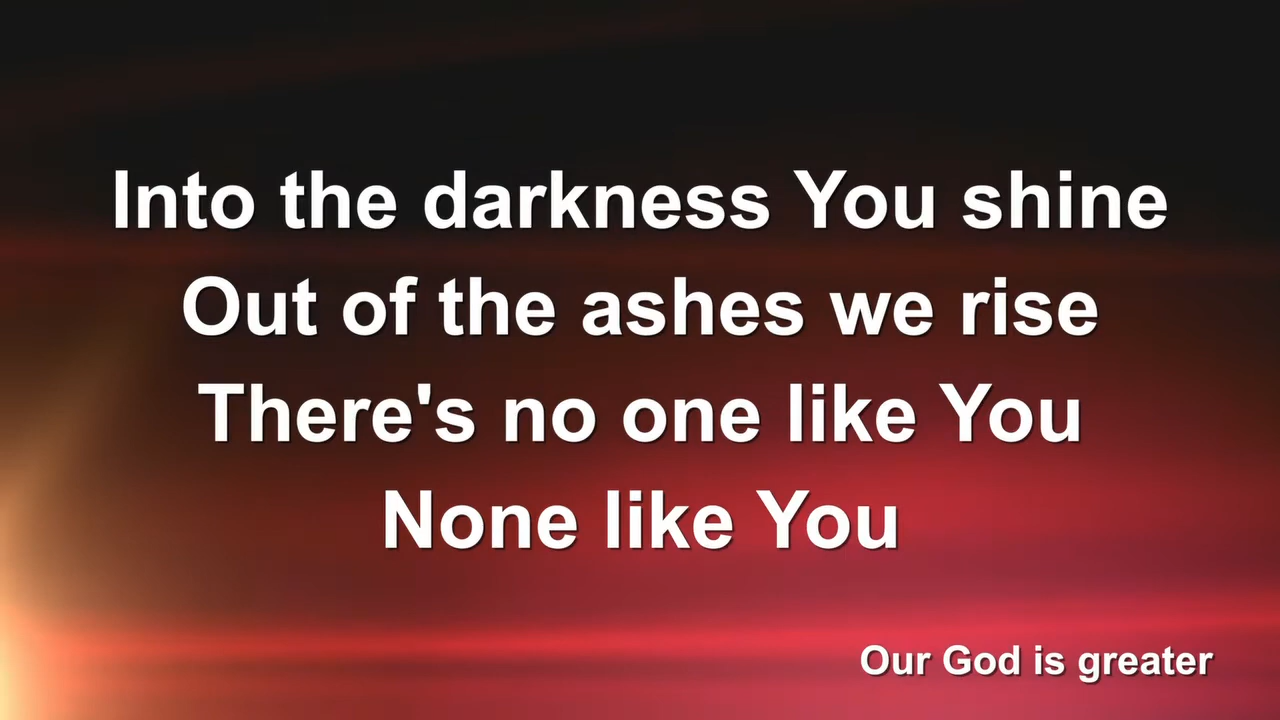 Into the darkness You shine
Out of the ashes we rise
There's no one like You
None like You
Our God is greater